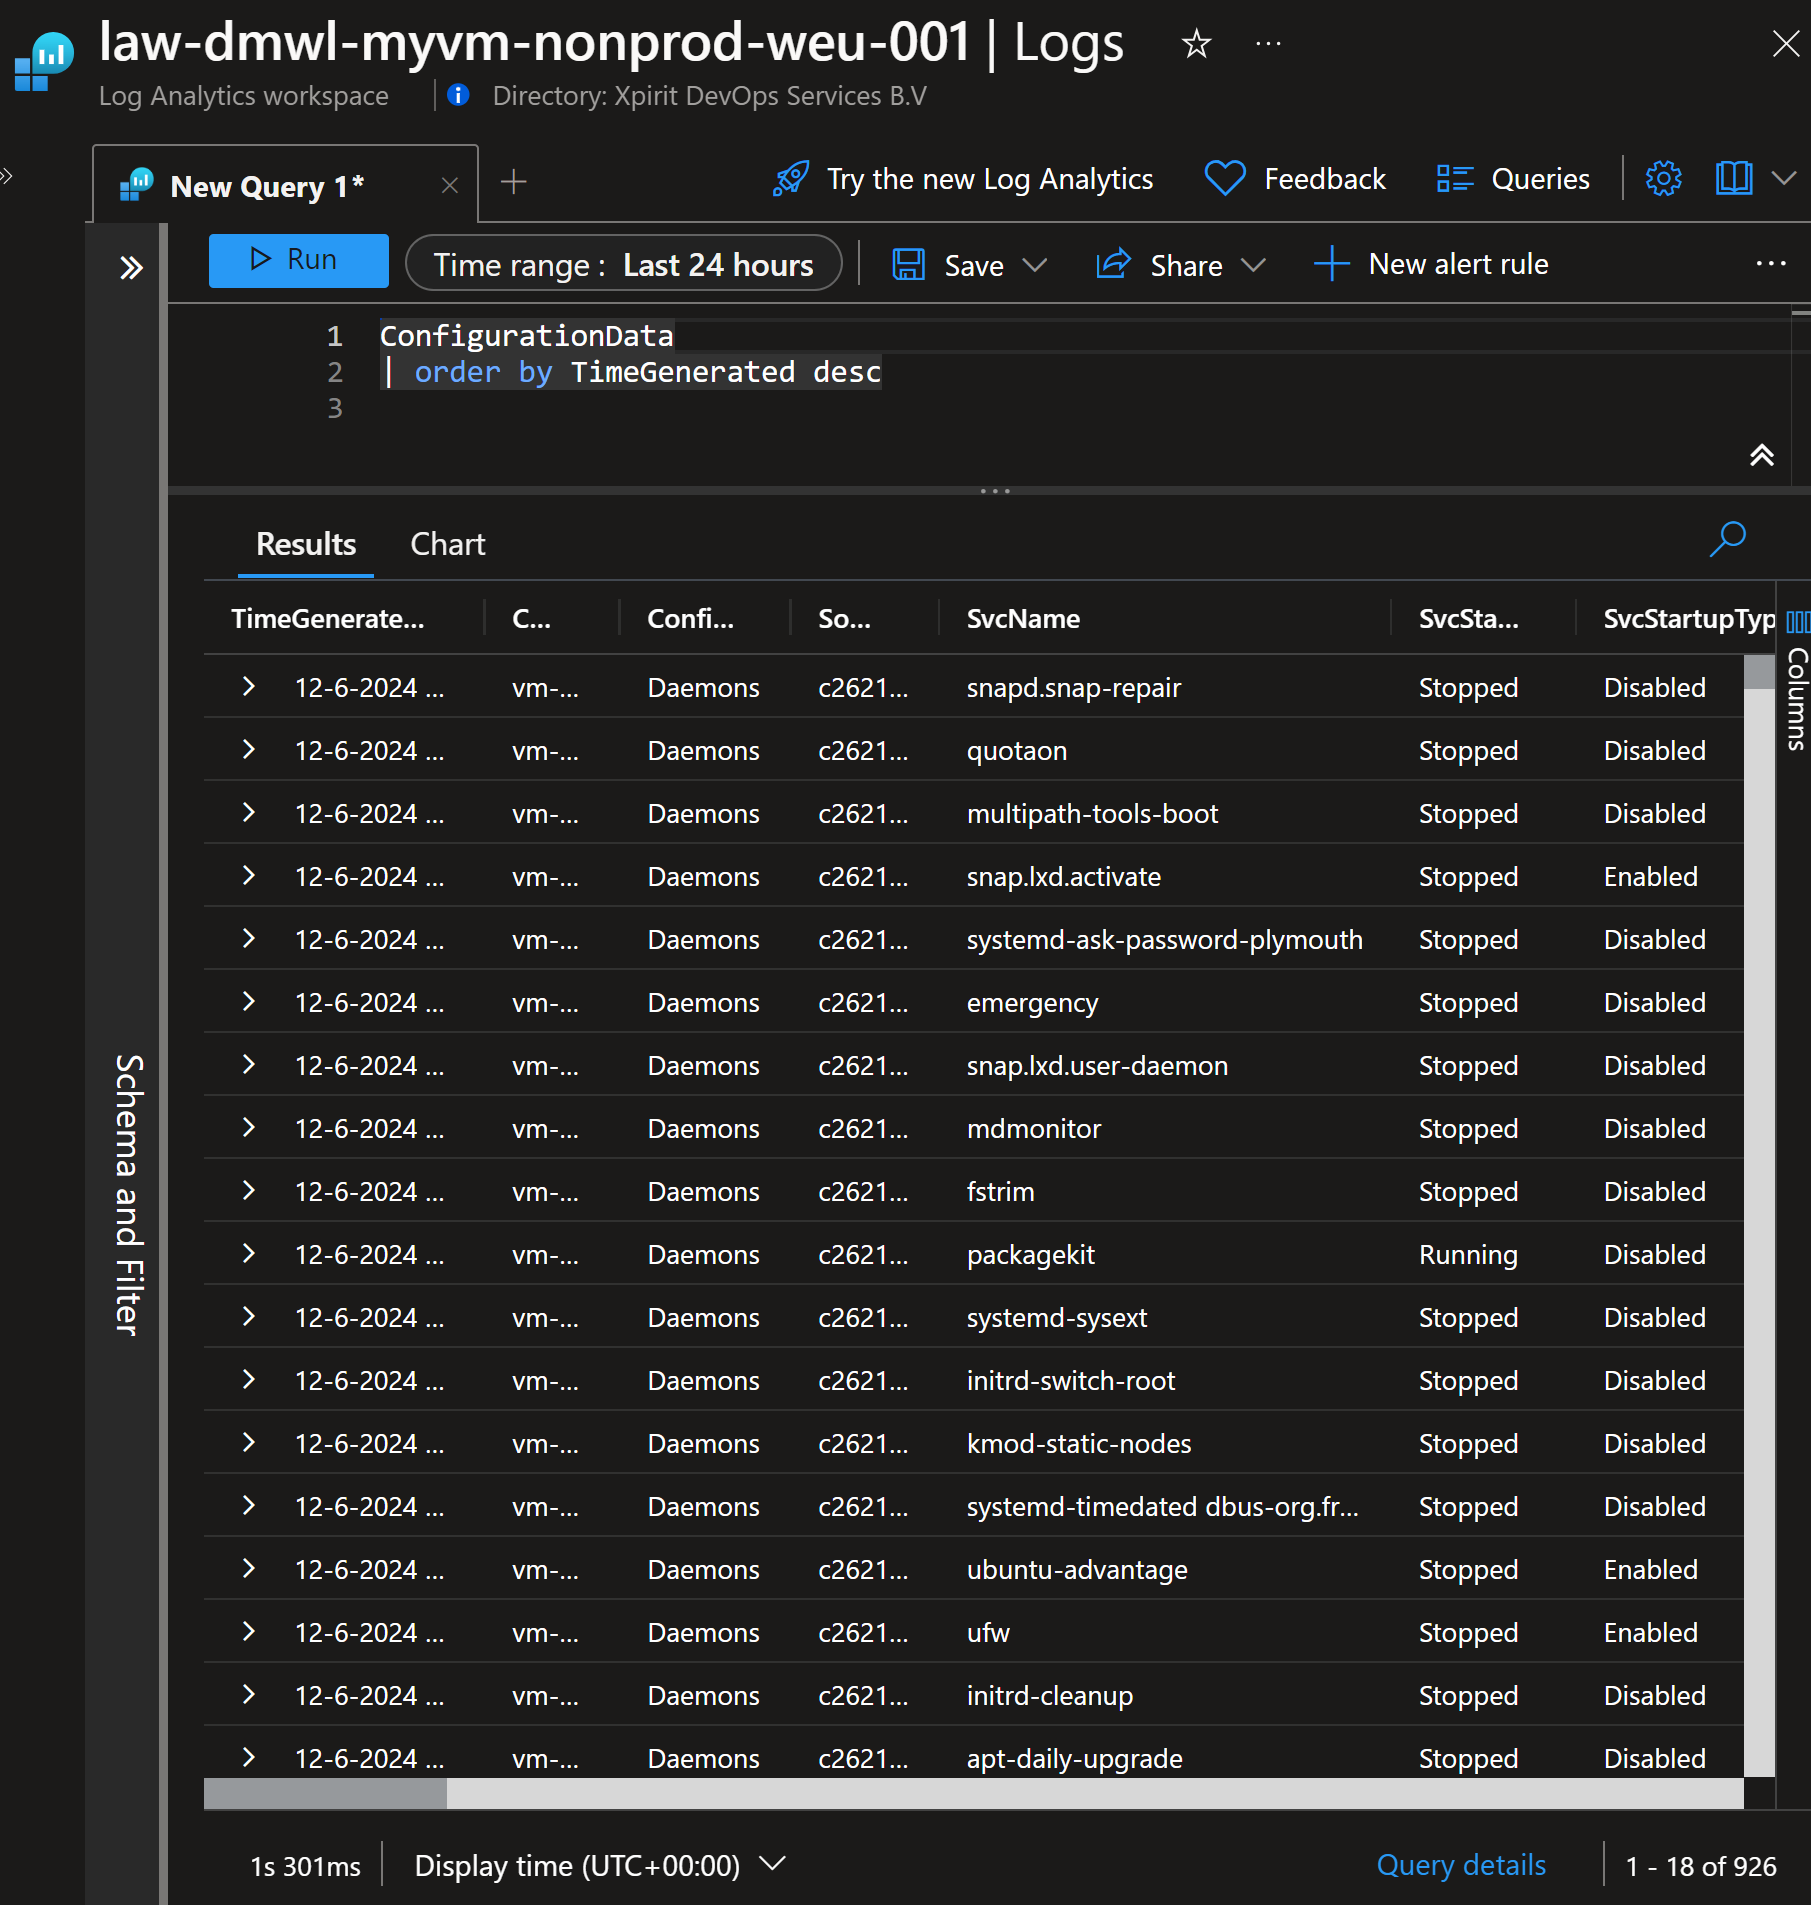 law-dmwl-myvm-nonprod-weu-001 | Logs
Log Analytics workspace
Directory: Xpirit DevOps Services B.V
New Query 1*
Try the new Log Analytics
Feedback
Queries
Run
Time range : Last 24 hours
Save
Share
New alert rule
1 ConfigurationData
2 | order by TimeGenerated desc
3
Schema and Filter
Results
Chart
TimeGenerate... C... Confi... So... SvcName SvcSta... SvcStartupTyp
Columns
12-6-2024 ... vm-... Daemons c2621... snapd.snap-repair Stopped Disabled
12-6-2024 ... vm-... Daemons c2621... quotaon Stopped Disabled
12-6-2024 ... vm-... Daemons c2621... multipath-tools-boot Stopped Disabled
12-6-2024 ... vm-... Daemons c2621... snap.lxd.activate Stopped Enabled
12-6-2024 ... vm-... Daemons c2621... systemd-ask-password-plymouth Stopped Disabled
12-6-2024 ... vm-... Daemons c2621... emergency Stopped Disabled
12-6-2024 ... vm-... Daemons c2621... snap.lxd.user-daemon Stopped Disabled
12-6-2024 ... vm-... Daemons c2621... mdmonitor Stopped Disabled
12-6-2024 ... vm-... Daemons c2621... fstrim Stopped Disabled
12-6-2024 ... vm-... Daemons c2621... packagekit Running Disabled
12-6-2024 ... vm-... Daemons c2621... systemd-sysext Stopped Disabled
12-6-2024 ... vm-... Daemons c2621... initrd-switch-root Stopped Disabled
12-6-2024 ... vm-... Daemons c2621... kmod-static-nodes Stopped Disabled
12-6-2024 ... vm-... Daemons c2621... systemd-timedated dbus-org.fr... Stopped Disabled
12-6-2024 ... vm-... Daemons c2621... ubuntu-advantage Stopped Enabled
12-6-2024 ... vm-... Daemons c2621... ufw Stopped Enabled
12-6-2024 ... vm-... Daemons c2621... initrd-cleanup Stopped Disabled
12-6-2024 ... vm-... Daemons c2621... apt-daily-upgrade Stopped Disabled
1s 301ms
Display time (UTC+00:00)
Query details
1 - 18 of 926